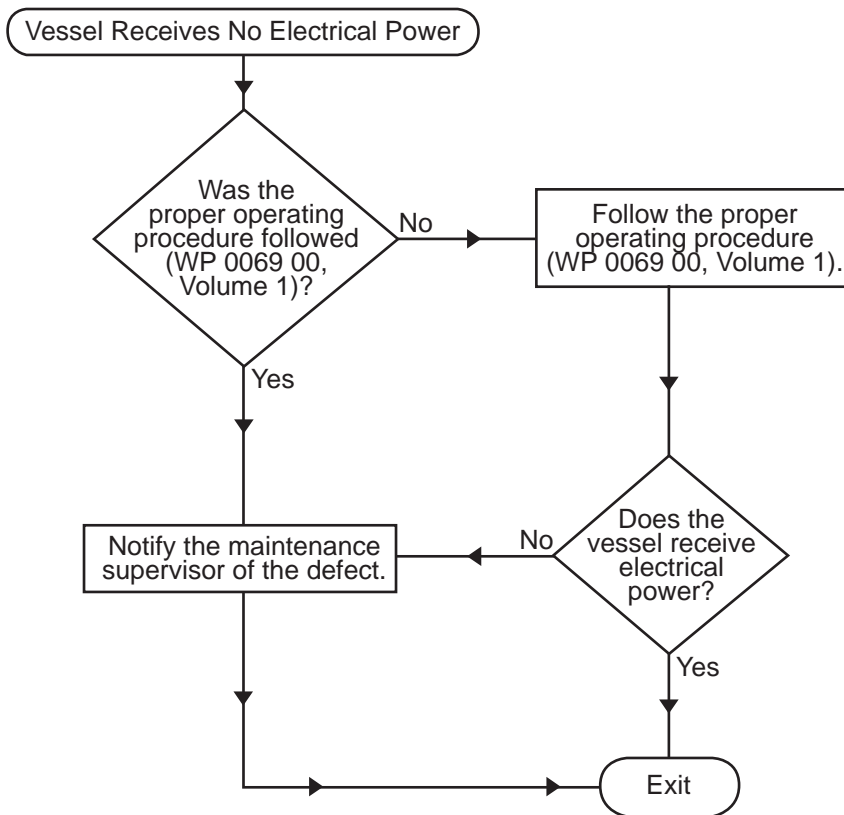 Vessel Receives No Electrical Power
Was the
proper operating
procedure followed
(WP 0069 00,
Volume 1)?
No
Follow the proper
operating procedure
(WP 0069 00, Volume 1).
Yes
Does the
vessel receive
electrical
power?
No
Notify the maintenance
supervisor of the defect.
Yes
Exit